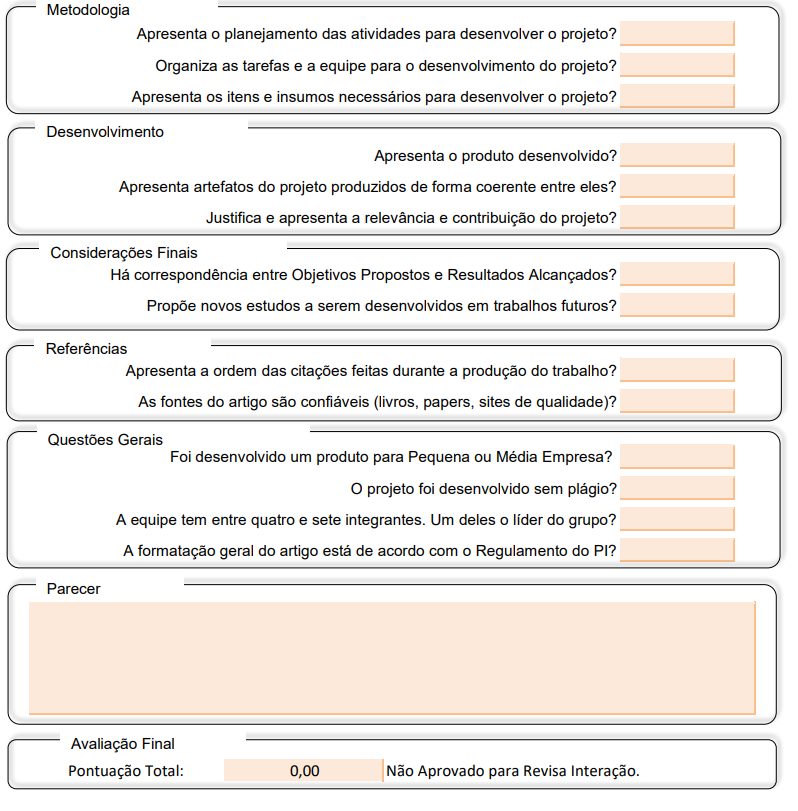 Metodologia
Apresenta o planejamento das atividades para desenvolver o projeto?
Organiza as tarefas e a equipe para o desenvolvimento do projeto?
Apresenta os itens e insumos necessários para desenvolver o projeto?
Desenvolvimento
Apresenta o produto desenvolvido?
Apresenta artefatos do projeto produzidos de forma coerente entre eles?
Justifica e apresenta a relevância e contribuição do projeto?
Considerações Finais
Há correspondência entre Objetivos Propostos e Resultados Alcançados?
Propõe novos estudos a serem desenvolvidos em trabalhos futuros?
Referências
Apresenta a ordem das citações feitas durante a produção do trabalho?
As fontes do artigo são confiáveis (livros, papers, sites de qualidade)?
Questões Gerais
Foi desenvolvido um produto para Pequena ou Média Empresa?
O projeto foi desenvolvido sem plágio?
A equipe tem entre quatro e sete integrantes. Um deles o líder do grupo?
A formatação geral do artigo está de acordo com o Regulamento do PI?
Parecer
Avaliação Final
Pontuação Total: 0,00 Não Aprovado para Revisa Interação.